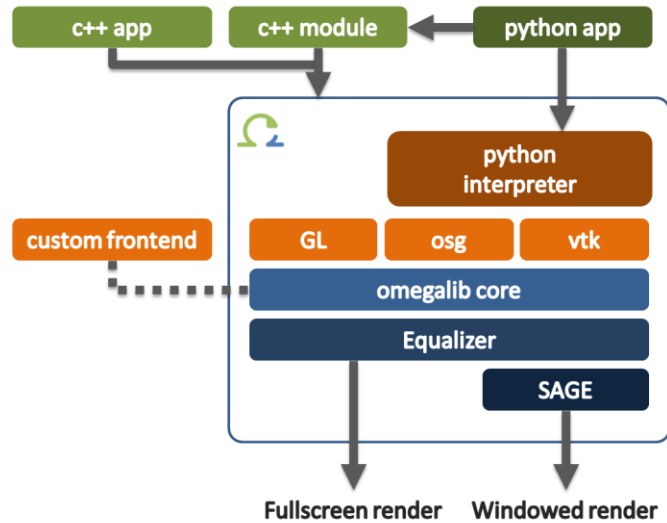 c++ app
c++ module
python app
python
interpreter
custom frontend
GL
osg
vtk
omegalib core
Equalizer
SAGE
Fullscreen render
Windowed render